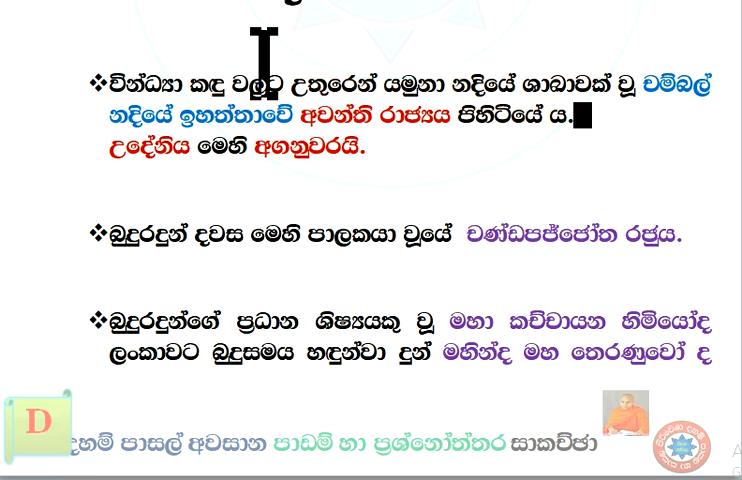 ❖වින්ධ්‍යා කඳු වලට උතුරෙන් යමුනා නදියේ ශාඛාවක් වූ චම්බල්
නදියේ ඉහත්තාවේ අවන්ති රාජ්‍යය පිහිටියේ ය.
උදේනිය මෙහි අගනුවරයි.
❖බුදුරදුන් දවස මෙහි පාලකයා වූයේ චණ්ඩපජ්ජෝත රජුය.
❖බුදුරදුන්ගේ ප්‍රධාන ශිෂ්‍යයකු වූ මහා කච්චායන හිමියෝද
ලංකාවට බුදුසමය හඳුන්වා දුන් මහින්ද මහ තෙරණුවෝ ද
D
දහම් පාසල් අවසාන පාඩම් හා ප්‍රශ්නෝත්තර සාකච්ඡා